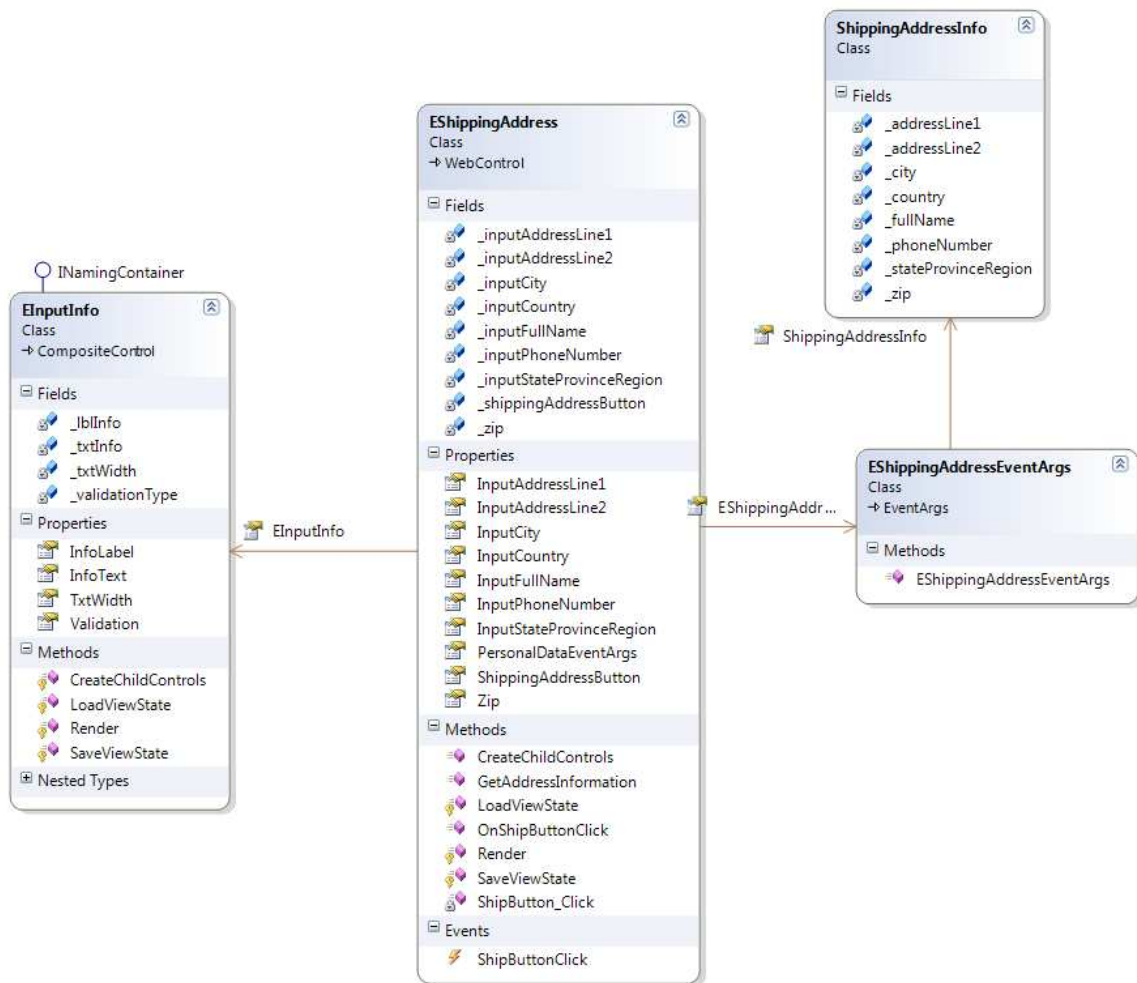 ShippingAddressInfo
Class
Fields
_addressLine1
_addressLine2
_city
_country
_fullName
_phoneNumber
_stateProvinceRegion
_zip
ShippingAddressInfo
EShippingAddress
Class
WebControl
Fields
_inputAddressLine1
_inputAddressLine2
_inputCity
_inputCountry
_inputFullName
_inputPhoneNumber
_inputStateProvinceRegion
_shippingAddressButton
_zip
Properties
InputAddressLine1
InputAddressLine2
InputCity
InputCountry
InputFullName
InputPhoneNumber
InputStateProvinceRegion
PersonalDataEventArgs
ShippingAddressButton
Zip
Methods
CreateChildControls
GetAddressInformation
LoadViewState
OnShipButtonClick
Render
SaveViewState
ShipButton_Click
Events
ShipButtonClick
INamingContainer
EInputInfo
Class
CompositeControl
Fields
_lblInfo
_txtInfo
_txtWidth
_validationType
Properties
InfoLabel
InfoText
TxtWidth
Validation
Methods
CreateChildControls
LoadViewState
Render
SaveViewState
Nested Types
EInputInfo
EShippingAddr...
EShippingAddressEventArgs
Class
EventArgs
Methods
EShippingAddressEventArgs